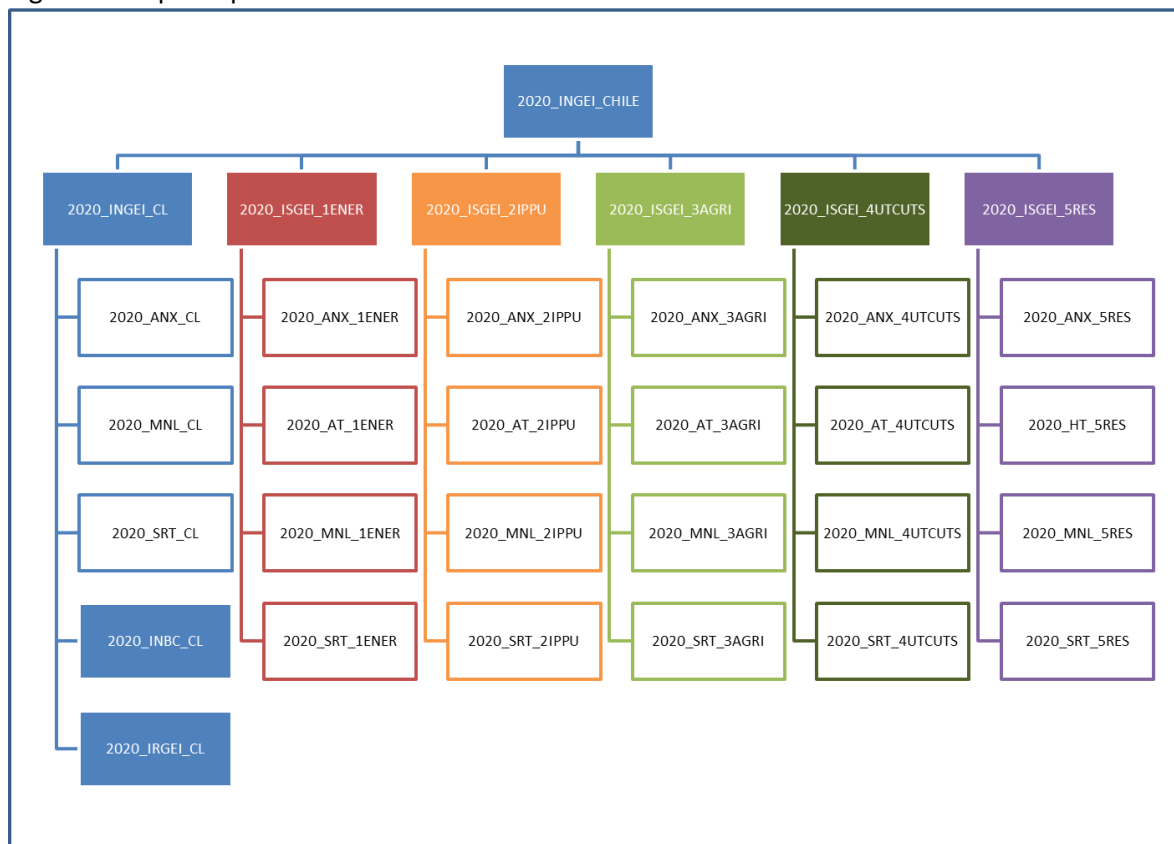 2020_INGEI_CHILE
2020_INGEI_CL
2020_ISGEI_1ENER
2020_ISGEI_2IPPU
2020_ISGEI_3AGRI
2020_ISGEI_4UTCUTS
2020_ISGEI_5RES
2020_ANX_CL
2020_ANX_1ENER
2020_ANX_2IPPU
2020_ANX_3AGRI
2020_ANX_4UTCUTS
2020_ANX_5RES
2020_MNL_CL
2020_AT_1ENER
2020_AT_2IPPU
2020_AT_3AGRI
2020_AT_4UTCUTS
2020_HT_5RES
2020_SRT_CL
2020_MNL_1ENER
2020_MNL_2IPPU
2020_MNL_3AGRI
2020_MNL_4UTCUTS
2020_MNL_5RES
2020_INBC_CL
2020_SRT_1ENER
2020_SRT_2IPPU
2020_SRT_3AGRI
2020_SRT_4UTCUTS
2020_SRT_5RES
2020_IRGEI_CL